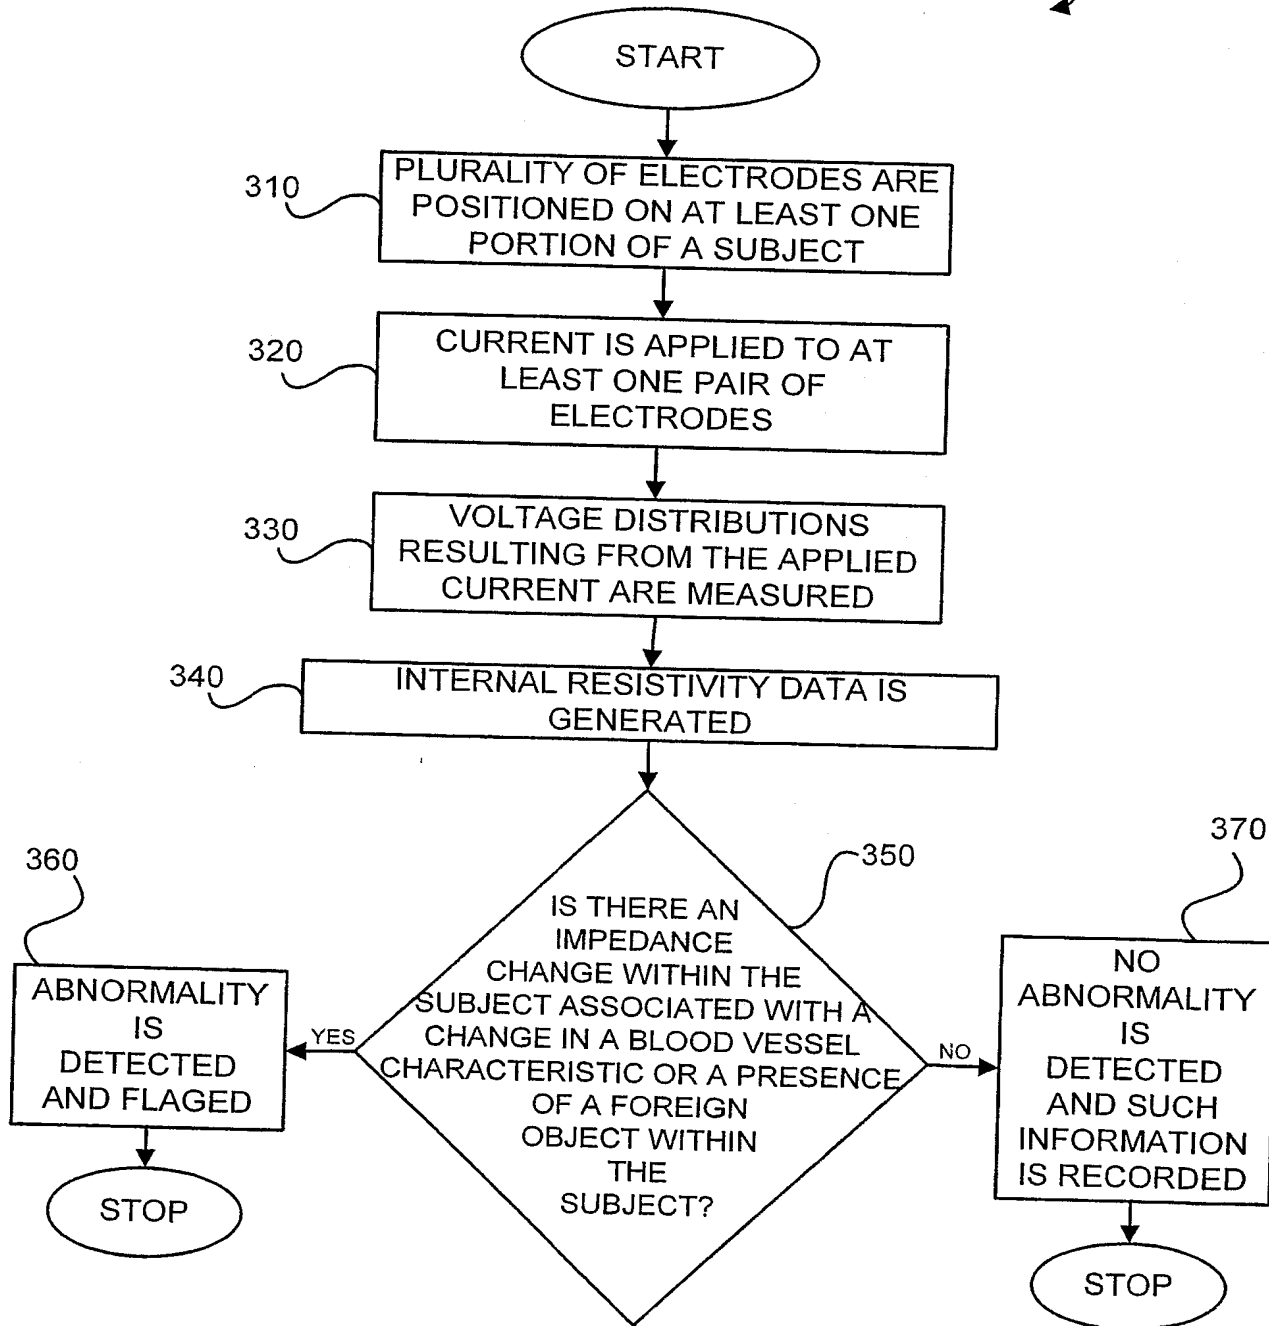 START
310
PLURALITY OF ELECTRODES ARE
POSITIONED ON AT LEAST ONE
PORTION OF A SUBJECT
320
CURRENT IS APPLIED TO AT
LEAST ONE PAIR OF
ELECTRODES
330
VOLTAGE DISTRIBUTIONS
RESULTING FROM THE APPLIED
CURRENT ARE MEASURED
340
INTERNAL RESISTIVITY DATA IS
GENERATED
350
IS THERE AN
IMPEDANCE
CHANGE WITHIN THE
SUBJECT ASSOCIATED WITH A
CHANGE IN A BLOOD VESSEL
CHARACTERISTIC OR A PRESENCE
OF A FOREIGN
OBJECT WITHIN
THE
SUBJECT?
YES
360
ABNORMALITY
IS
DETECTED
AND FLAGED
STOP
NO
370
NO
ABNORMALITY
IS
DETECTED
AND SUCH
INFORMATION
IS RECORDED
STOP